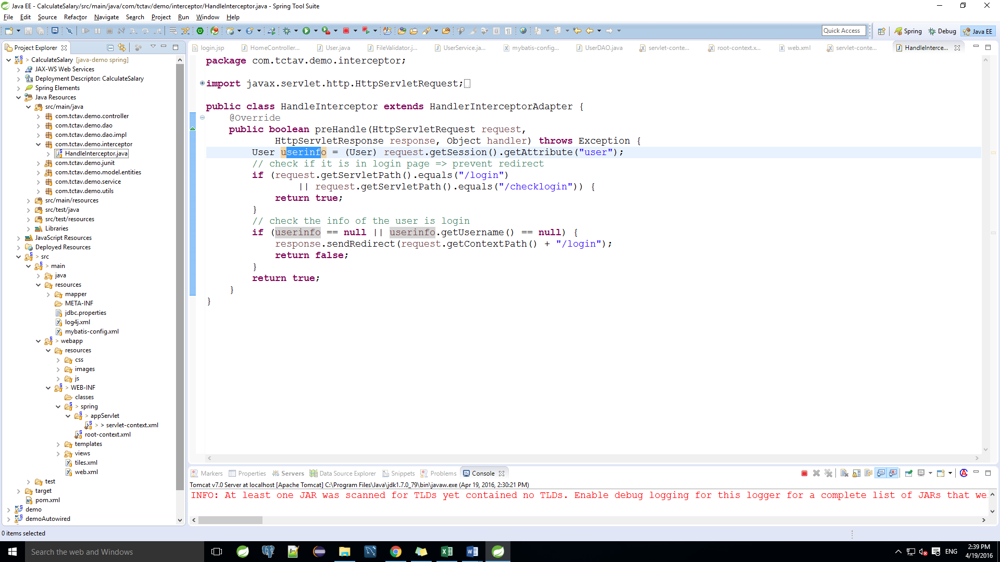 Java EE - CalculateSalary/src/main/java/com/tctav/demo/interceptor/HandleInterceptor.java - Spring Tool Suite
File Edit Source Refactor Navigate Search Project Run Window Help
Quick Access
Spring
Debug
Java EE
Project Explorer
login.jsp
HomeController...
User.java
FileValidator.j...
UserService.ja...
mybatis-config...
UserDAO.java
servlet-conte...
root-context.x...
web.xml
servlet-conte...
HandleInterce...
> CalculateSalary [java-demo spring]
JAX-WS Web Services
Deployment Descriptor: CalculateSalary
Spring Elements
Java Resources
src/main/java
com.tctav.demo.controller
com.tctav.demo.dao
com.tctav.demo.dao.impl
com.tctav.demo.interceptor
HandleInterceptor.java
com.tctav.demo.junit
com.tctav.demo.model.entities
com.tctav.demo.service
com.tctav.demo.utils
src/main/resources
src/test/java
src/test/resources
Libraries
JavaScript Resources
Deployed Resources
> src
> main
java
resources
mapper
META-INF
jdbc.properties
log4j.xml
mybatis-config.xml
> webapp
resources
css
images
js
> WEB-INF
classes
> spring
> appServlet
> > servlet-context.xml
root-context.xml
templates
views
tiles.xml
web.xml
test
target
pom.xml
demo
demoAutowired
package com.tctav.demo.interceptor;
import javax.servlet.http.HttpServletRequest;
public class HandleInterceptor extends HandlerInterceptorAdapter {
@Override
public boolean preHandle(HttpServletRequest request,
HttpServletResponse response, Object handler) throws Exception {
User userinfo = (User) request.getSession().getAttribute("user");
// check if it is in login page => prevent redirect
if (request.getServletPath().equals("/login")
|| request.getServletPath().equals("/checklogin")) {
return true;
}
// check the info of the user is login
if (userinfo == null || userinfo.getUsername() == null) {
response.sendRedirect(request.getContextPath() + "/login");
return false;
}
return true;
}
}
Markers
Properties
Servers
Data Source Explorer
Snippets
Problems
Console
Tomcat v7.0 Server at localhost [Apache Tomcat] C:\Program Files\Java\jdk1.7.0_79\bin\javaw.exe (Apr 19, 2016, 2:30:21 PM)
INFO: At least one JAR was scanned for TLDs yet contained no TLDs. Enable debug logging for this logger for a complete list of JARs that we
0 items selected
Search the web and Windows
ENG
2:39 PM
4/19/2016